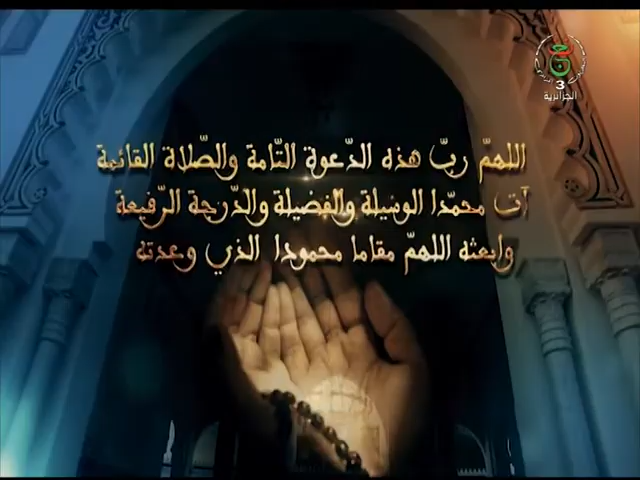 3
الجزائرية
اللهمّ ربّ هذه الدّعوة التّامة والصّلاة القائمة
آت محمّدا الوسيلة والفضيلة والدّرجة الرّفيعة
وابعثه اللهمّ مقاما محمودا الذي وعدته